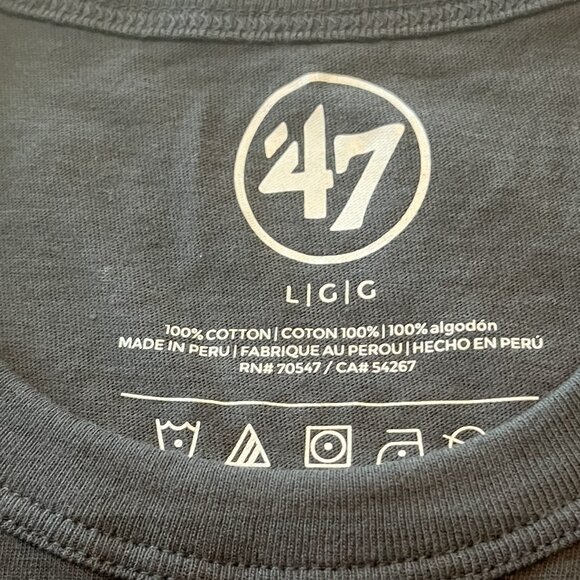 '47
L|G|G
100% COTTON | COTON 100% | 100% algodón
MADE IN PERU | FABRIQUE AU PEROU | HECHO EN PERÚ
RN# 70547 / CA# 54267